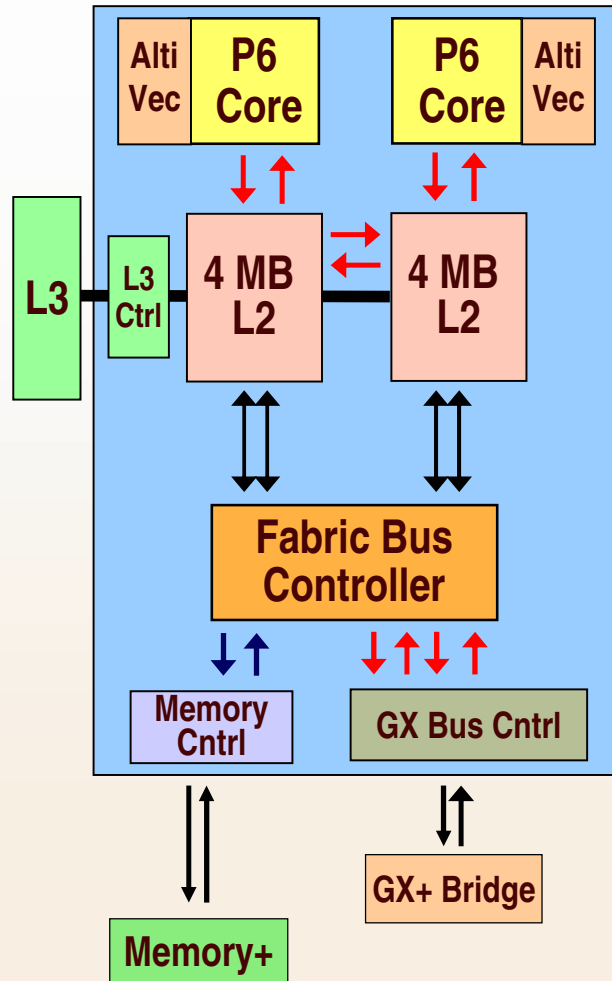 Alti
Vec
P6
Core
P6
Core
Alti
Vec
L3
L3
Ctrl
4 MB
L2
4 MB
L2
Fabric Bus
Controller
Memory
Cntrl
GX Bus Cntrl
GX+ Bridge
Memory+